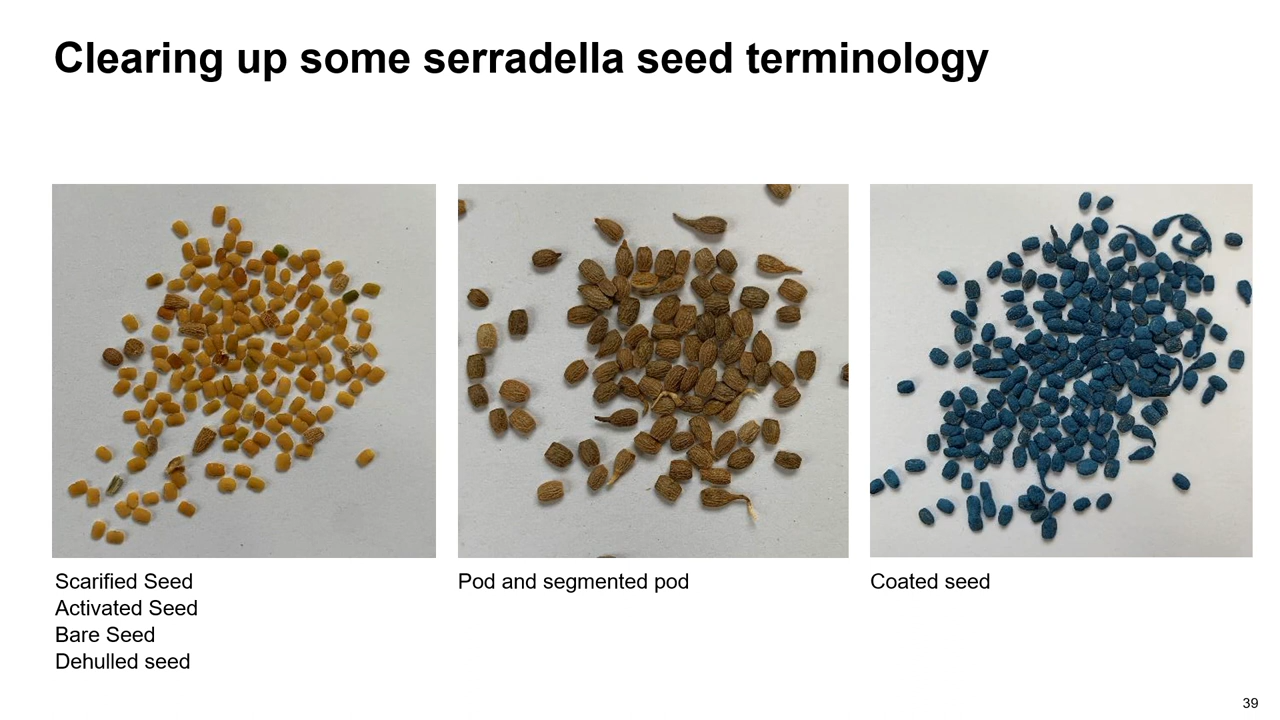 Clearing up some serradella seed terminology
Scarified Seed
Activated Seed
Bare Seed
Dehulled seed
Pod and segmented pod
Coated seed
39